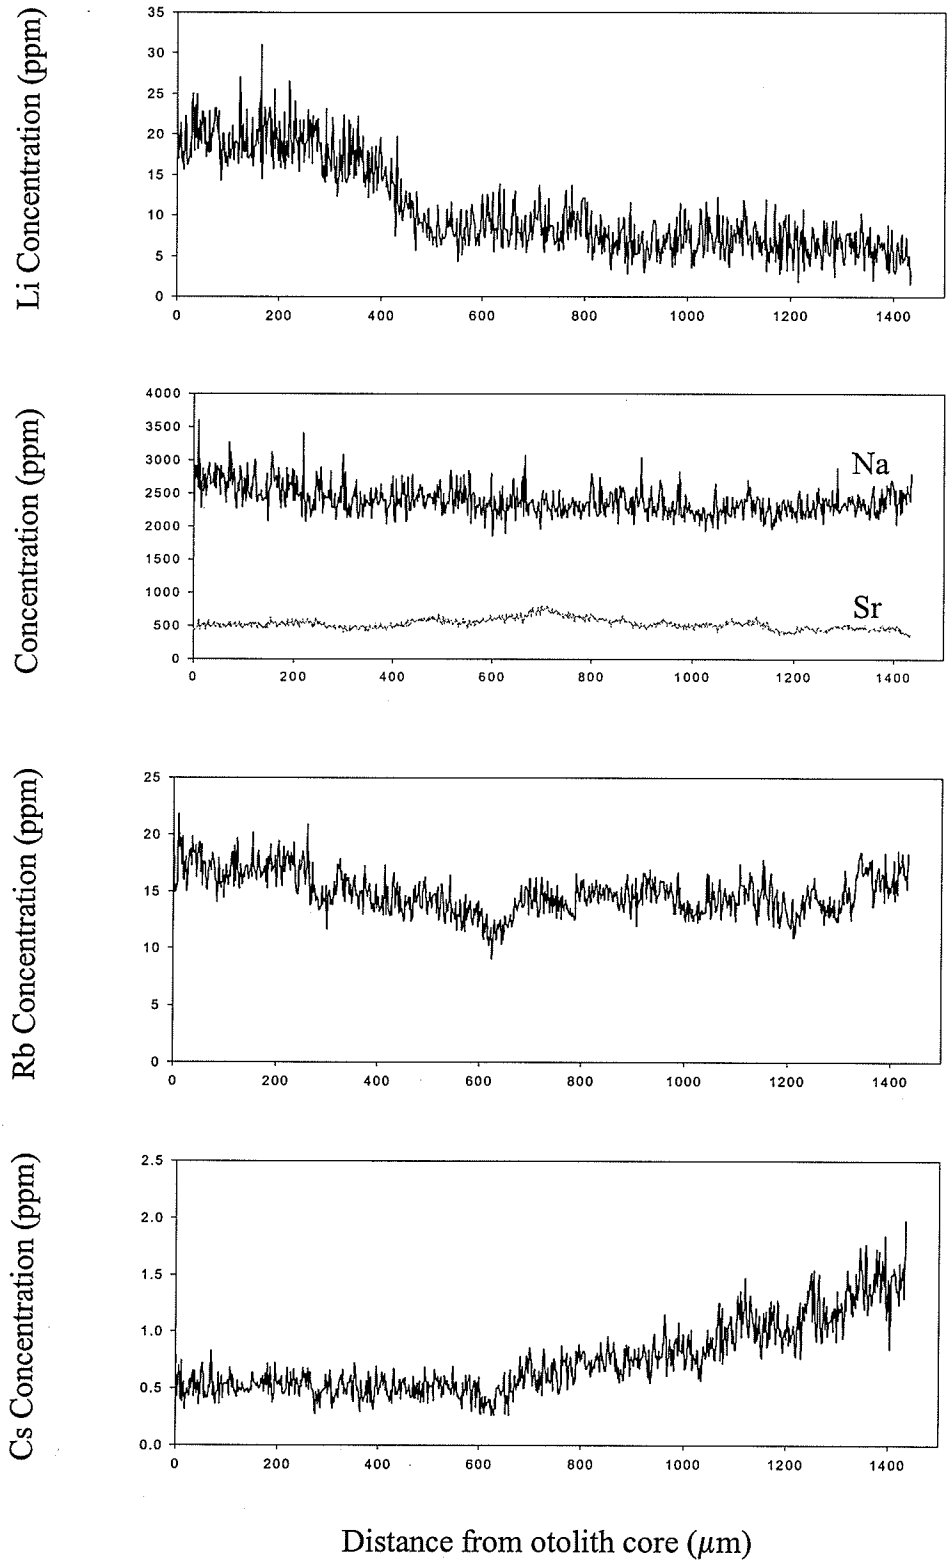 Li Concentration (ppm)
35
30
25
20
15
10
5
0
0 200 400 600 800 1000 1200 1400
Concentration (ppm)
4000
3500
3000
2500
2000
1500
1000
500
0
Na
Sr
0 200 400 600 800 1000 1200 1400
Rb Concentration (ppm)
25
20
15
10
5
0
0 200 400 600 800 1000 1200 1400
Cs Concentration (ppm)
2.5
2.0
1.5
1.0
0.5
0.0
0 200 400 600 800 1000 1200 1400
Distance from otolith core (μm)